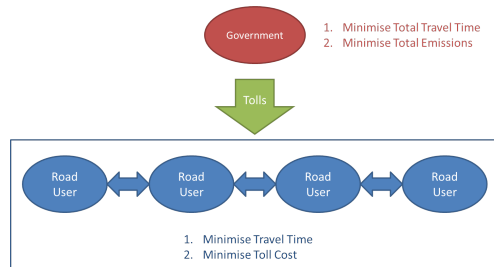 Government
1. Minimise Total Travel Time
2. Minimise Total Emissions
Tolls
Road
User
Road
User
Road
User
Road
User
1. Minimise Travel Time
2. Minimise Toll Cost